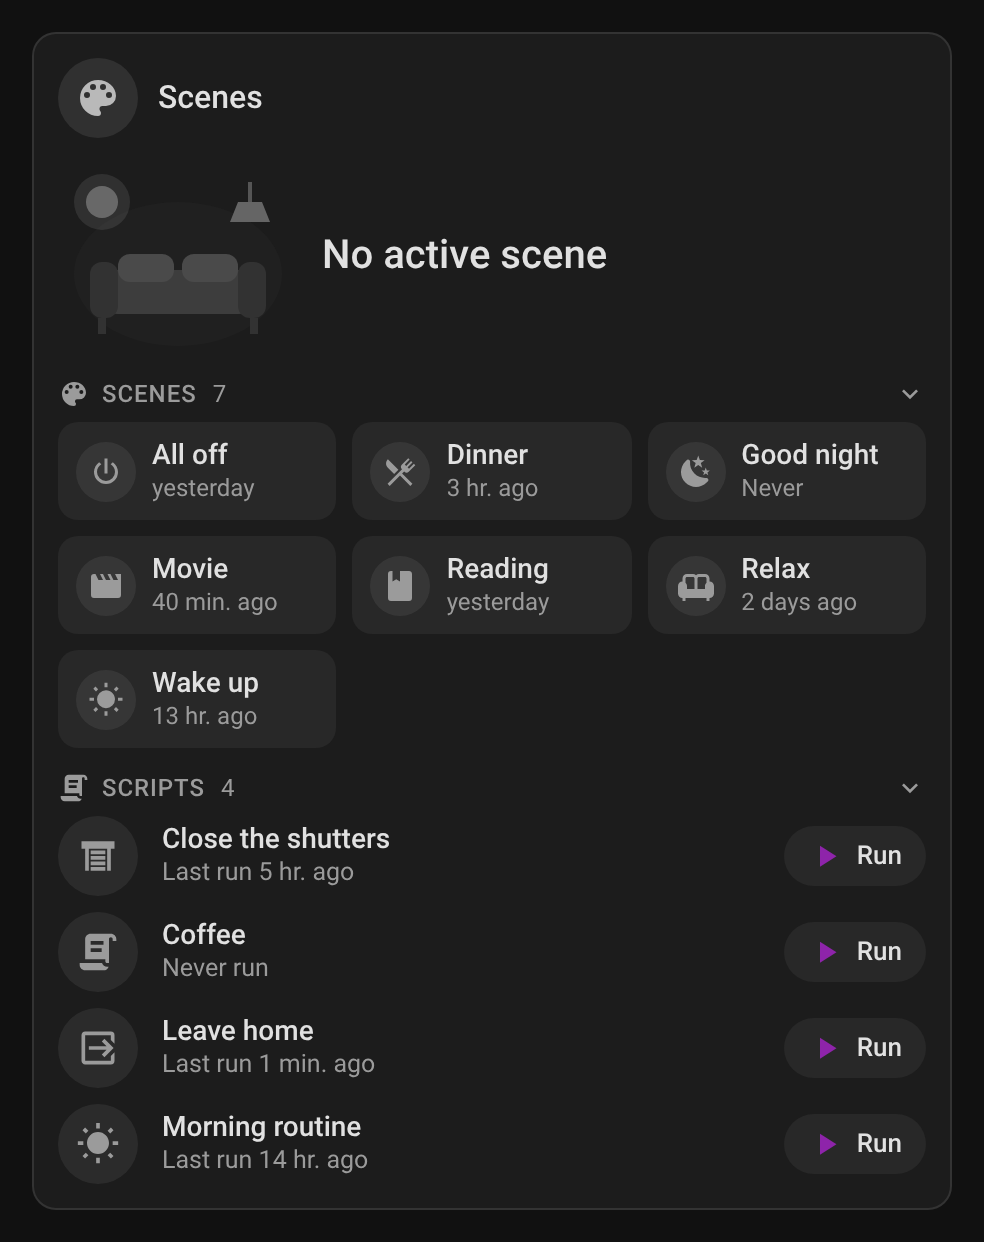 Scenes
No active scene
SCENES 7
All off
yesterday
Dinner
3 hr. ago
Good night
Never
Movie
40 min. ago
Reading
yesterday
Relax
2 days ago
Wake up
13 hr. ago
SCRIPTS 4
Close the shutters
Last run 5 hr. ago
Run
Coffee
Never run
Run
Leave home
Last run 1 min. ago
Run
Morning routine
Last run 14 hr. ago
Run